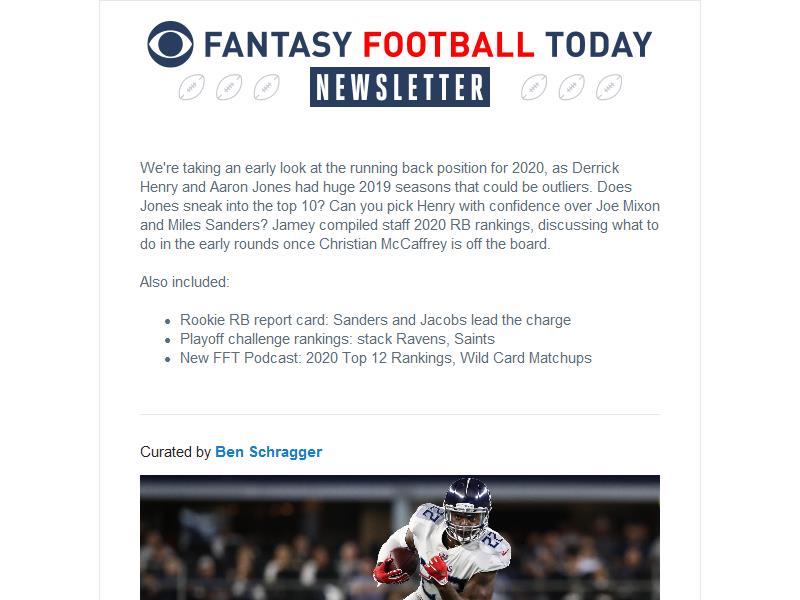 FANTASY FOOTBALL TODAY
NEWSLETTER
We're taking an early look at the running back position for 2020, as Derrick
Henry and Aaron Jones had huge 2019 seasons that could be outliers. Does
Jones sneak into the top 10? Can you pick Henry with confidence over Joe Mixon
and Miles Sanders? Jamey compiled staff 2020 RB rankings, discussing what to
do in the early rounds once Christian McCaffrey is off the board.
Also included:
• Rookie RB report card: Sanders and Jacobs lead the charge
• Playoff challenge rankings: stack Ravens, Saints
• New FFT Podcast: 2020 Top 12 Rankings, Wild Card Matchups
Curated by Ben Schragger
22 22